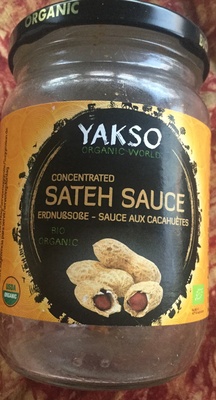 ORGANIC
YAKSO
ORGANIC WORLD
CONCENTRATED
SATEH SAUCE
ERDNUßSOßE - SAUCE AUX CACAHUÈTES
BIO
ORGANIC
USDA
ORGANIC